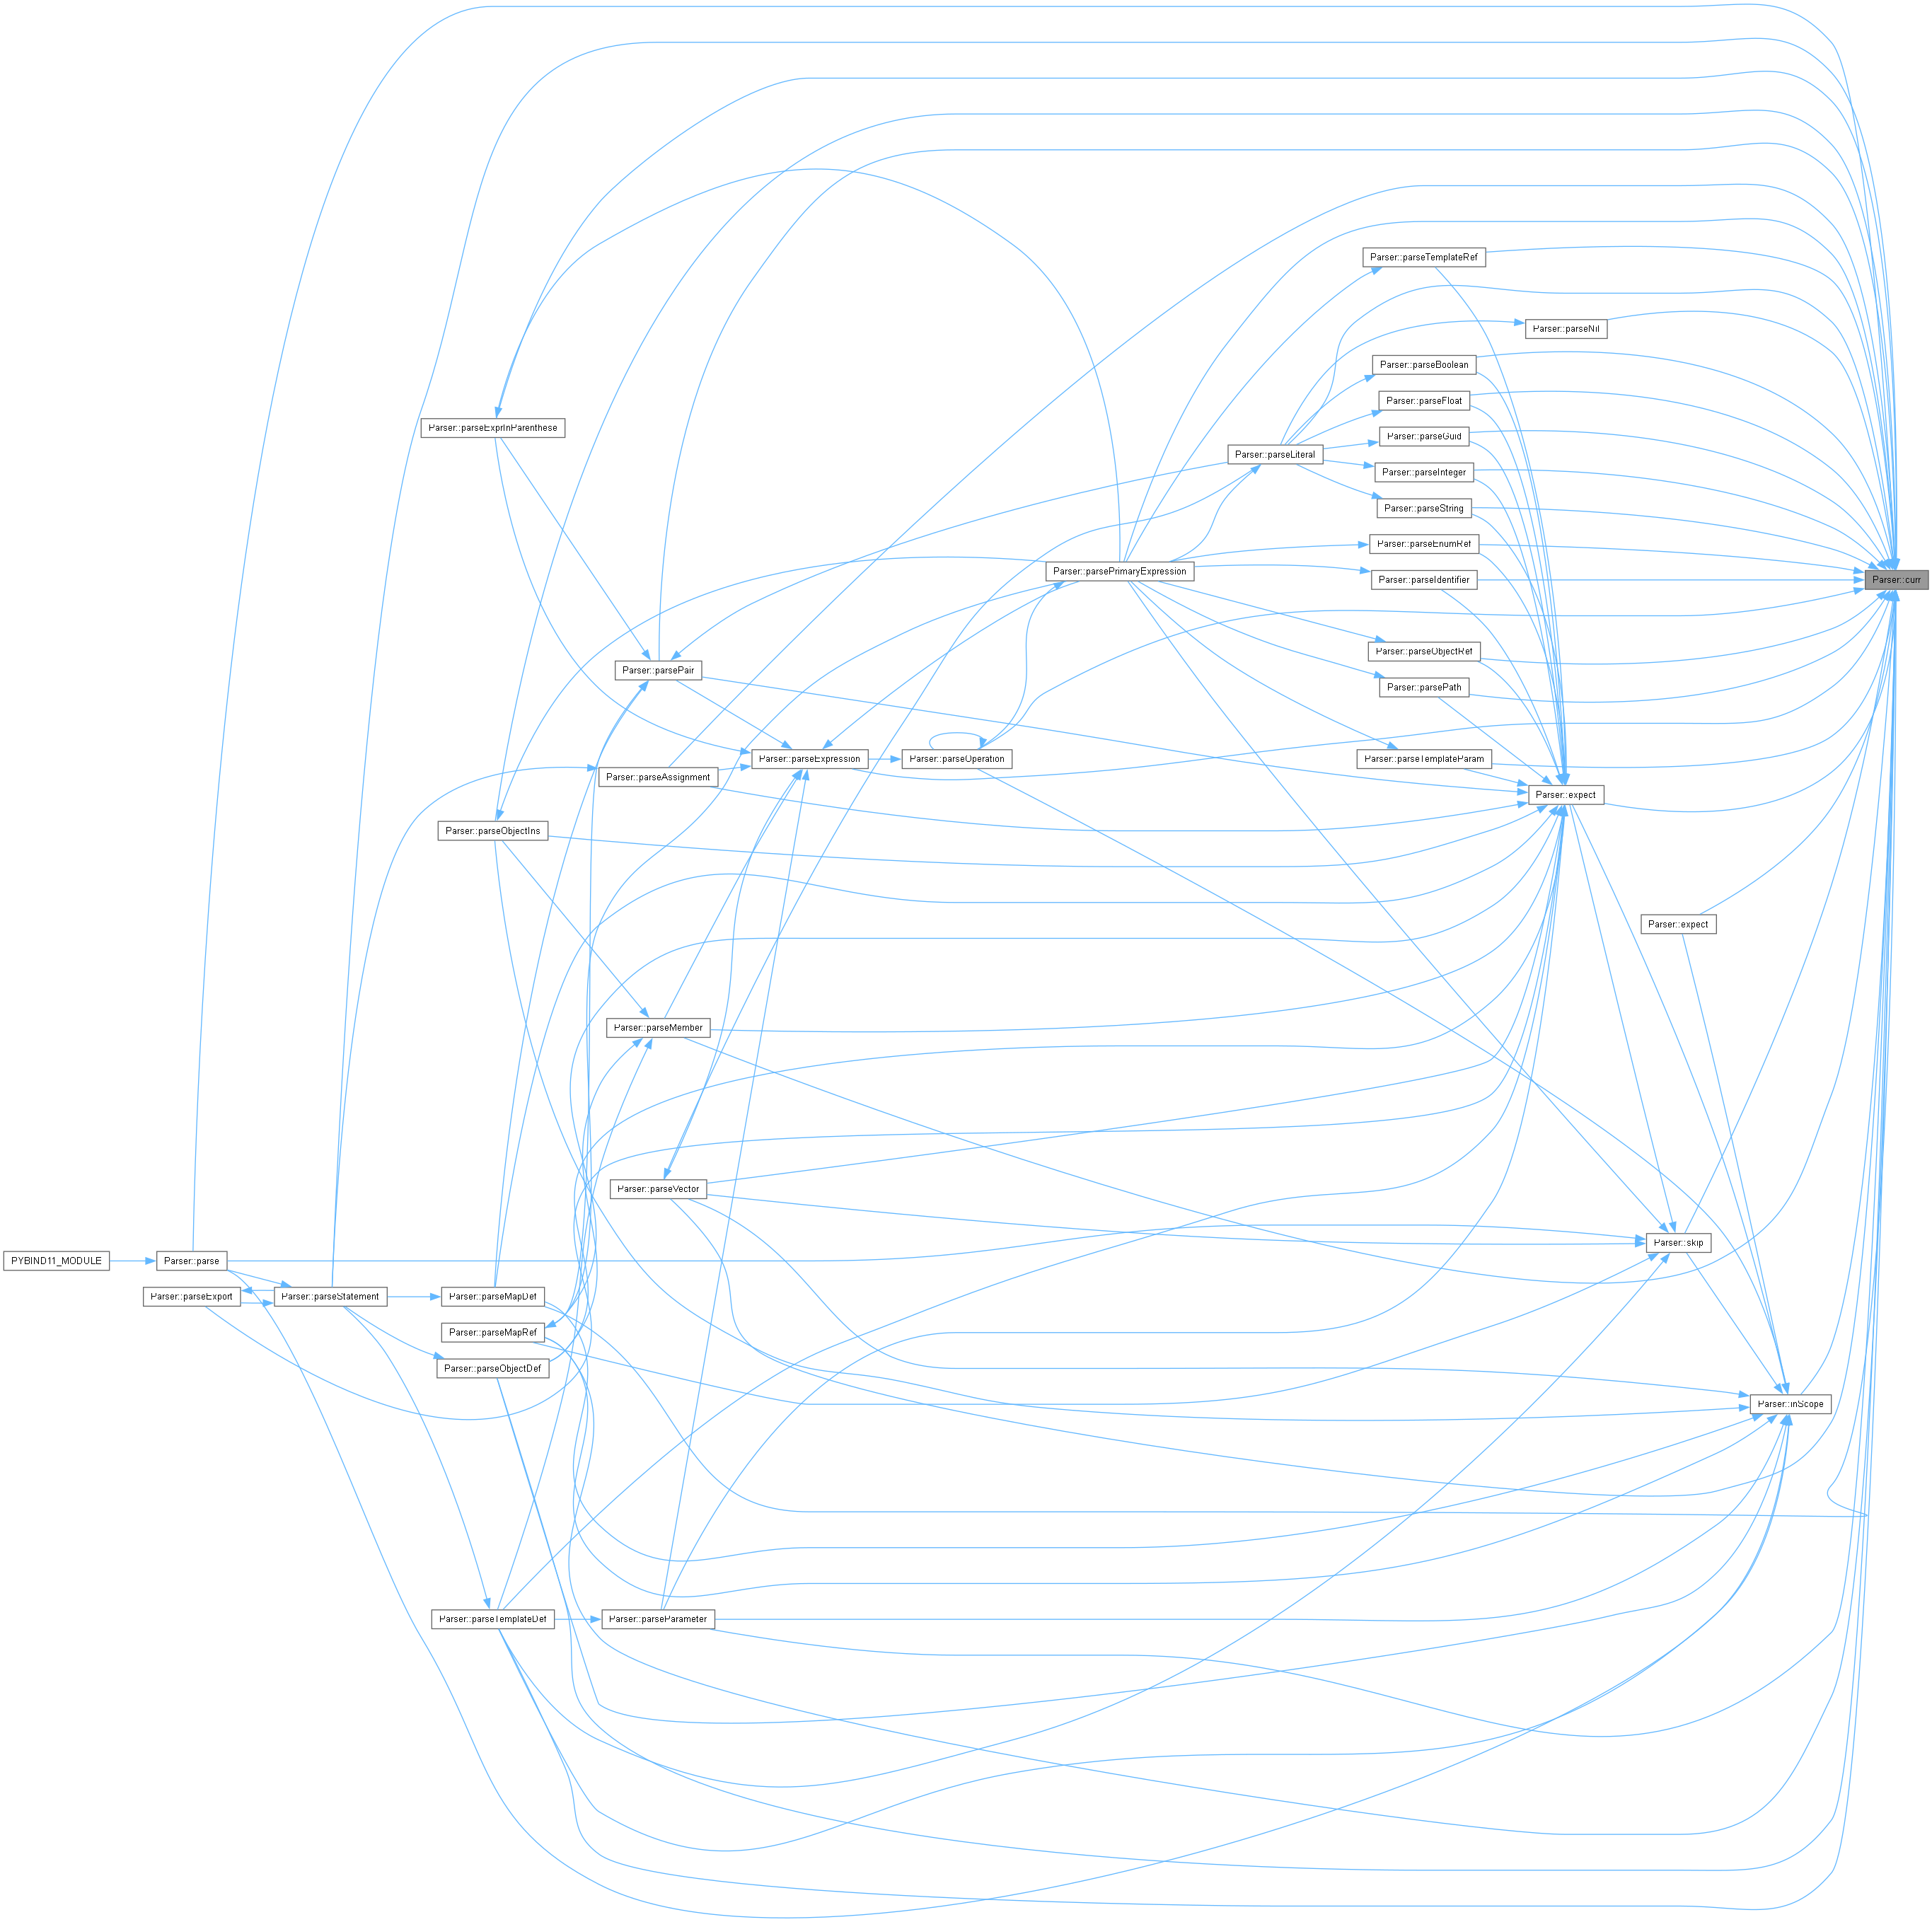 Parser::parseTemplateRef
Parser::parseNil
Parser::parseBoolean
Parser::parseFloat
Parser::parseExprInParenthese
Parser::parseGuid
Parser::parseLiteral
Parser::parseInteger
Parser::parseString
Parser::parseEnumRef
Parser::parsePrimaryExpression
Parser::parseIdentifier
Parser::curr
Parser::parseObjectRef
Parser::parsePair
Parser::parsePath
Parser::parseExpression
Parser::parseOperation
Parser::parseTemplateParam
Parser::parseAssignment
Parser::expect
Parser::parseObjectIns
Parser::expect
Parser::parseMember
Parser::parseVector
Parser::skip
PYBIND11_MODULE
Parser::parse
Parser::parseExport
Parser::parseStatement
Parser::parseMapDef
Parser::parseMapRef
Parser::parseObjectDef
Parser::inScope
Parser::parseTemplateDef
Parser::parseParameter